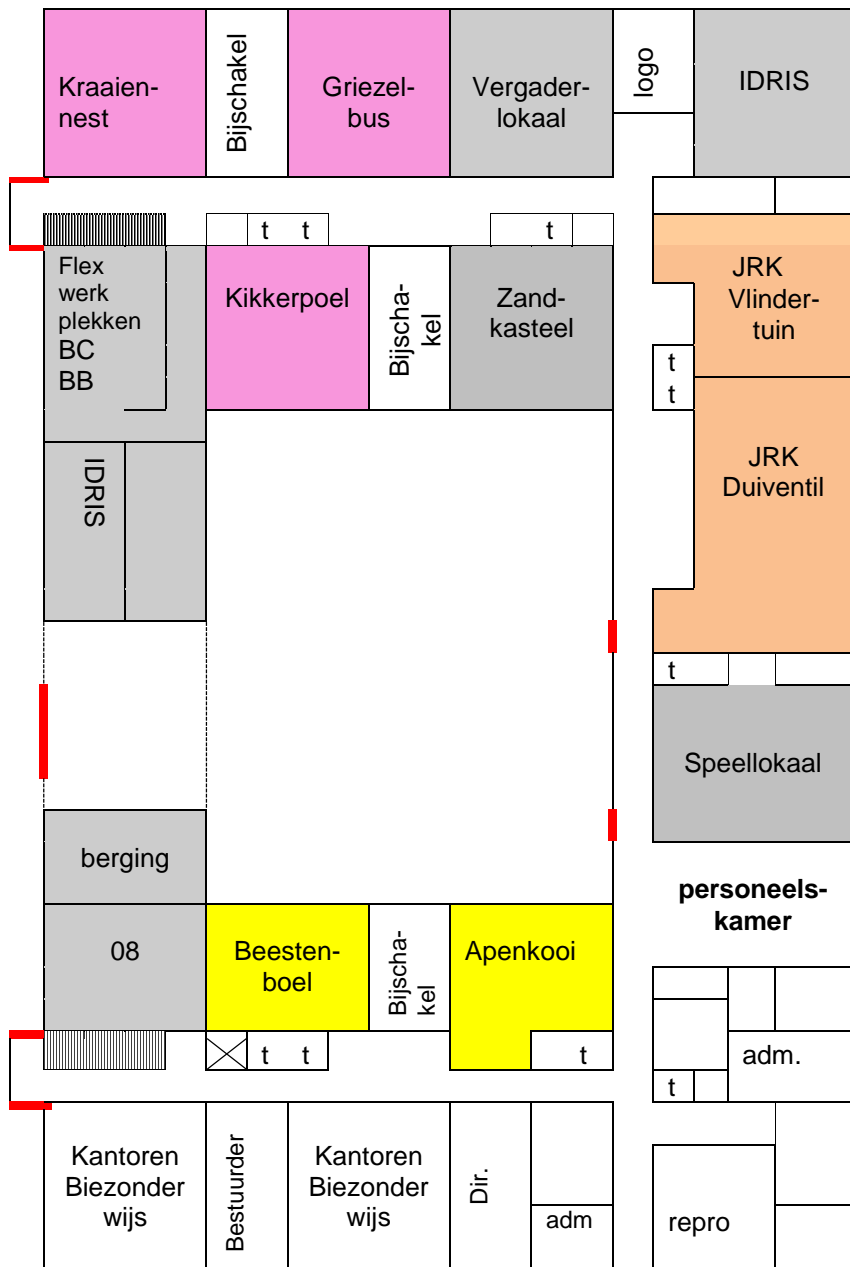 Kraaien-
nest
Bijschakel
Griezel-
bus
Vergader-
lokaal
logo
IDRIS
t t
t
Flex
werk
plekken
BC
BB
Kikkerpoel
Bijscha-
kel
Zand-
kasteel
JRK
Vlinder-
tuin
t
t
IDRIS
JRK
Duiventil
t
Speellokaal
berging
personeels-
kamer
08
Beesten-
boel
Bijscha-
kel
Apenkooi
t t
t
adm.
t
Kantoren
Biezonder
wijs
Bestuurder
Kantoren
Biezonder
wijs
Dir.
adm
repro